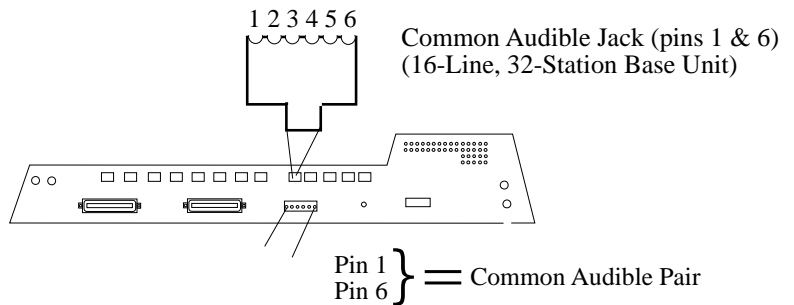 1 2 3 4 5 6
Common Audible Jack (pins 1 & 6)
(16-Line, 32-Station Base Unit)
Pin 1
Pin 6
Common Audible Pair